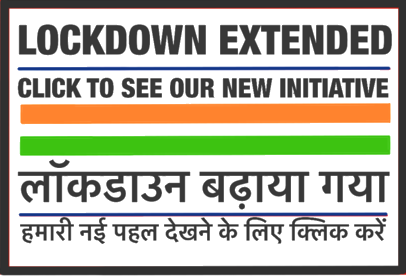 LOCKDOWN EXTENDED
CLICK TO SEE OUR NEW INITIATIVE
लॉकडाउन बढ़ाया गया
हमारी नई पहल देखने के लिए क्लिक करें